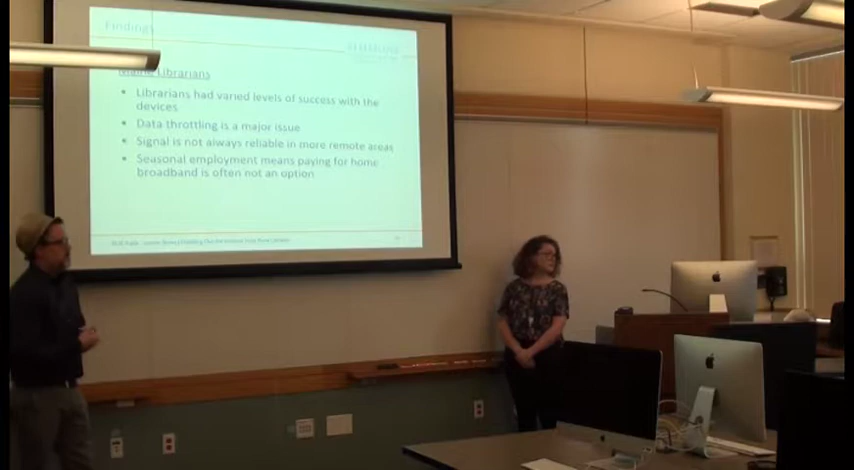 Findings
Maine Librarians
• Librarians had varied levels of success with the
devices
• Data throttling is a major issue
• Signal is not always reliable in more remote areas
• Seasonal employment means paying for home
broadband is often not an option